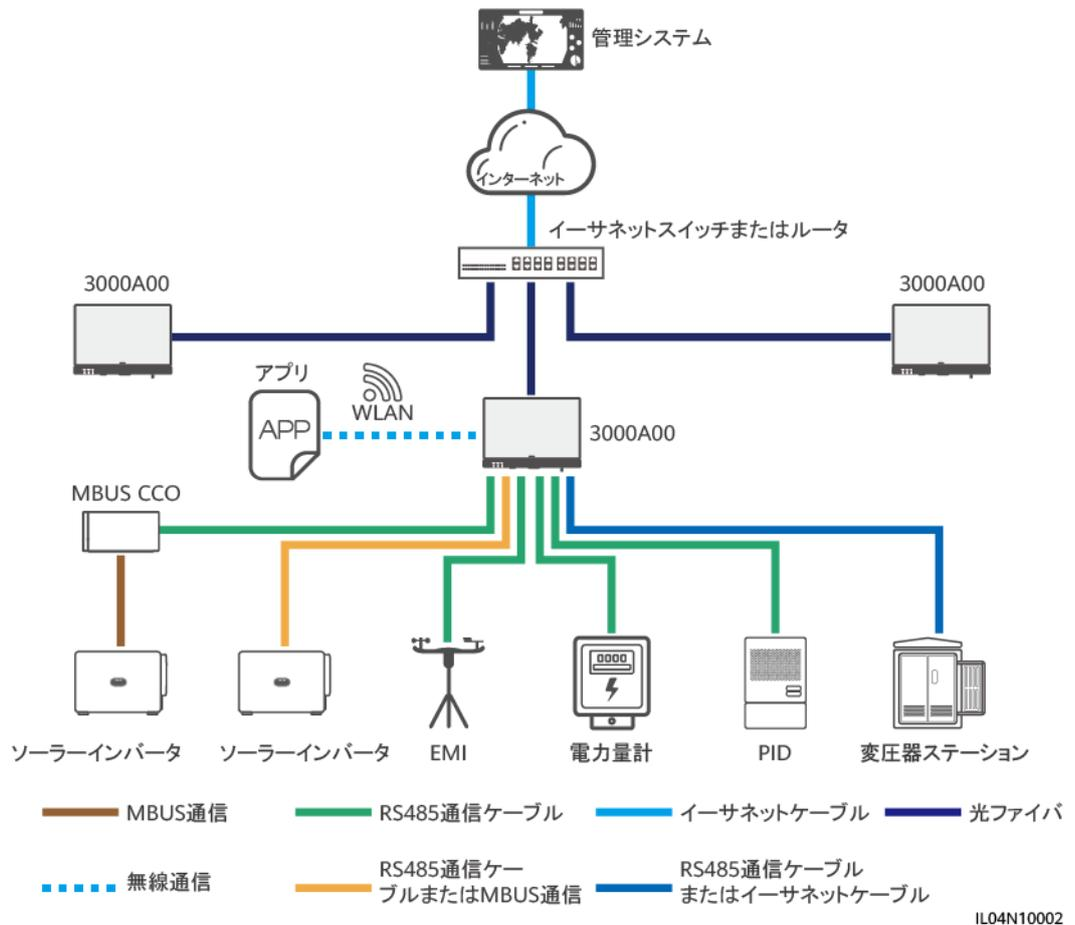 管理システム
インターネット
イーサネットスイッチまたはルータ
3000A00
3000A00
アプリ
WLAN
APP
3000A00
MBUS CCO
ソーラーインバータ
ソーラーインバータ
EMI
電力量計
PID
変圧器ステーション
MBUS通信
RS485通信ケーブル
イーサネットケーブル
光ファイバ
無線通信
RS485通信ケー
ブルまたはMBUS通信
RS485通信ケーブル
またはイーサネットケーブル
IL04N10002